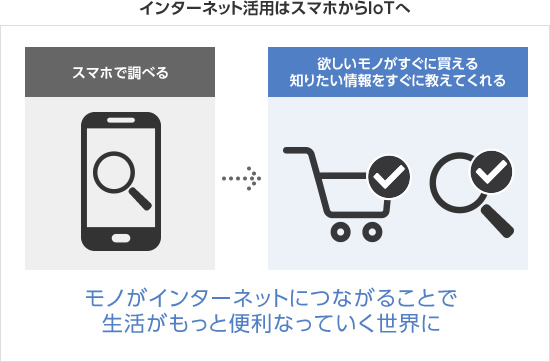 インターネット活用はスマホからIoTへ
スマホで調べる
欲しいモノがすぐに買える
知りたい情報をすぐに教えてくれる
モノがインターネットにつながることで
生活がもっと便利なっていく世界に